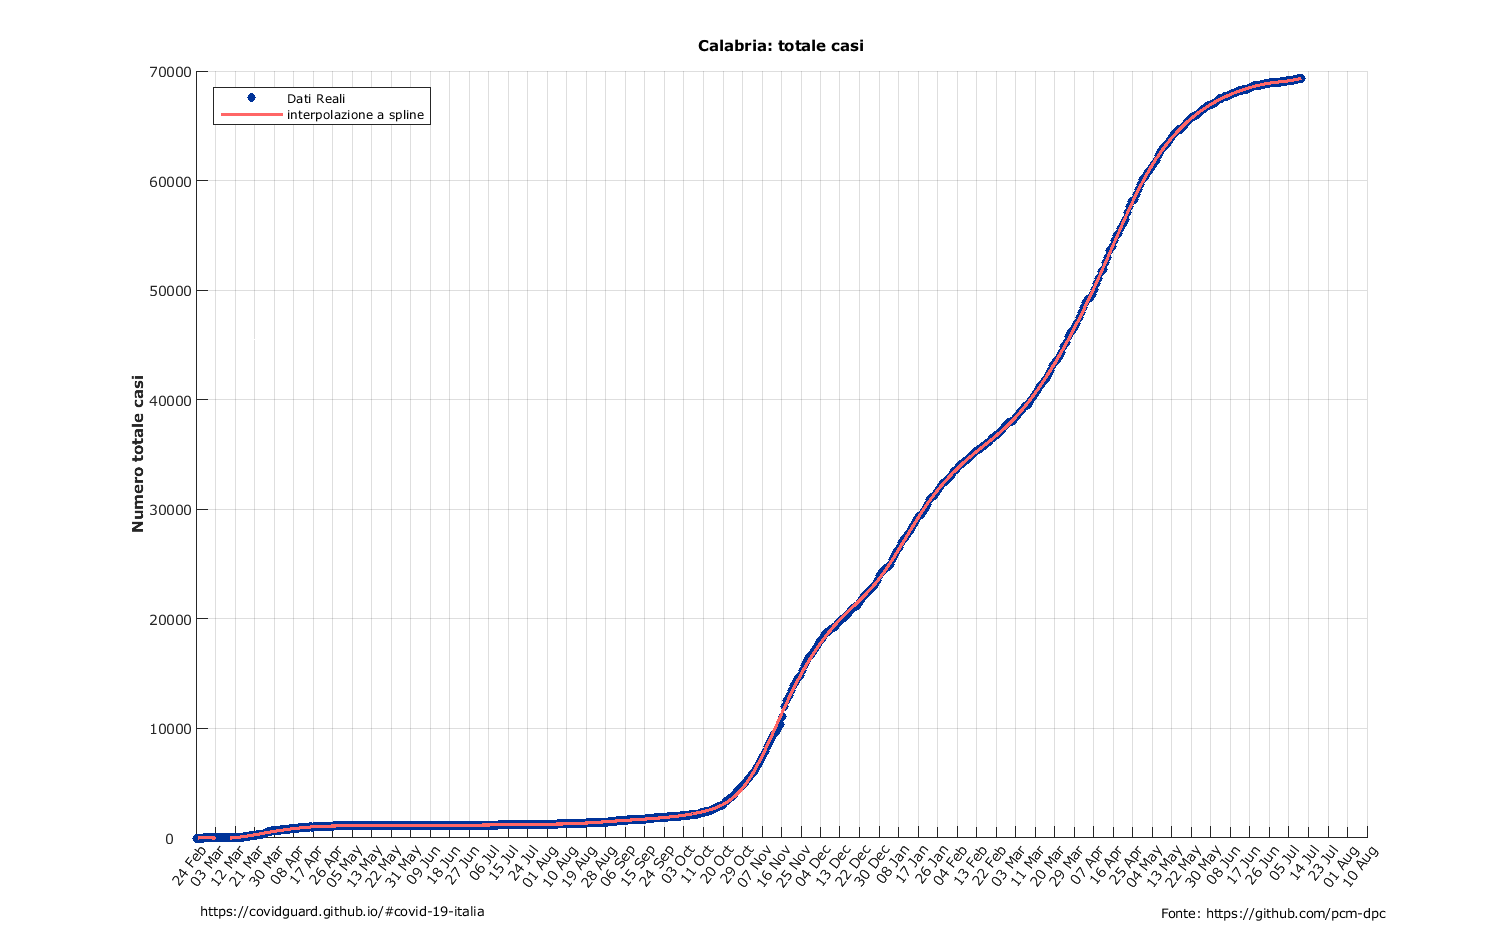 Calabria: totale casi
Dati Reali
interpolazione a spline
Numero totale casi
70000
60000
50000
40000
30000
20000
10000
0
24 Feb
03 Mar
12 Mar
21 Mar
30 Mar
08 Apr
17 Apr
26 Apr
05 May
13 May
22 May
31 May
09 Jun
18 Jun
27 Jun
06 Jul
15 Jul
24 Jul
01 Aug
10 Aug
19 Aug
28 Aug
06 Sep
15 Sep
24 Sep
03 Oct
11 Oct
20 Oct
29 Oct
07 Nov
16 Nov
25 Nov
04 Dec
13 Dec
22 Dec
30 Dec
08 Jan
17 Jan
26 Jan
04 Feb
13 Feb
22 Feb
03 Mar
11 Mar
20 Mar
29 Mar
07 Apr
16 Apr
25 Apr
04 May
13 May
22 May
30 May
08 Jun
17 Jun
26 Jun
05 Jul
14 Jul
23 Jul
01 Aug
10 Aug
https://covidguard.github.io/#covid-19-italia
Fonte: https://github.com/pcm-dpc